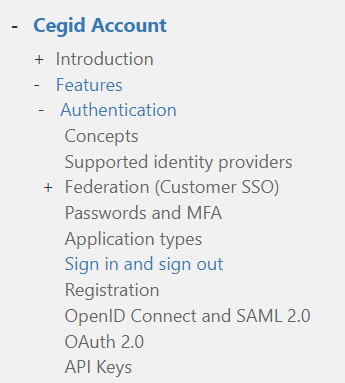 - Cegid Account
+ Introduction
- Features
- Authentication
Concepts
Supported identity providers
+ Federation (Customer SSO)
Passwords and MFA
Application types
Sign in and sign out
Registration
OpenID Connect and SAML 2.0
OAuth 2.0
API Keys